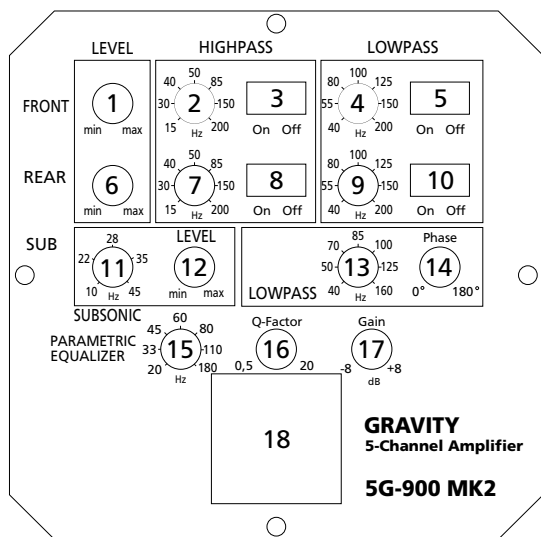 LEVEL HIGHPASS LOWPASS
FRONT
1
min max
15 30 40 50 85 150 200
2
Hz
3
On Off
40 55 80 100 125 150 200
4
Hz
5
On Off
REAR
6
min max
15 30 40 50 85 150 200
7
Hz
8
On Off
40 55 80 100 125 150 200
9
Hz
10
On Off
SUB
10 22 28 35 45
11
Hz
SUBSONIC
LEVEL
12
min max
LOWPASS
40 50 70 85 100 125 160
13
Hz
Phase
14
0° 180°
PARAMETRIC
EQUALIZER
20 33 45 60 80 110 180
15
Hz
Q-Factor
16
0,5 20
Gain
17
-8 +8
dB
18
GRAVITY
5-Channel Amplifier
5G-900 MK2